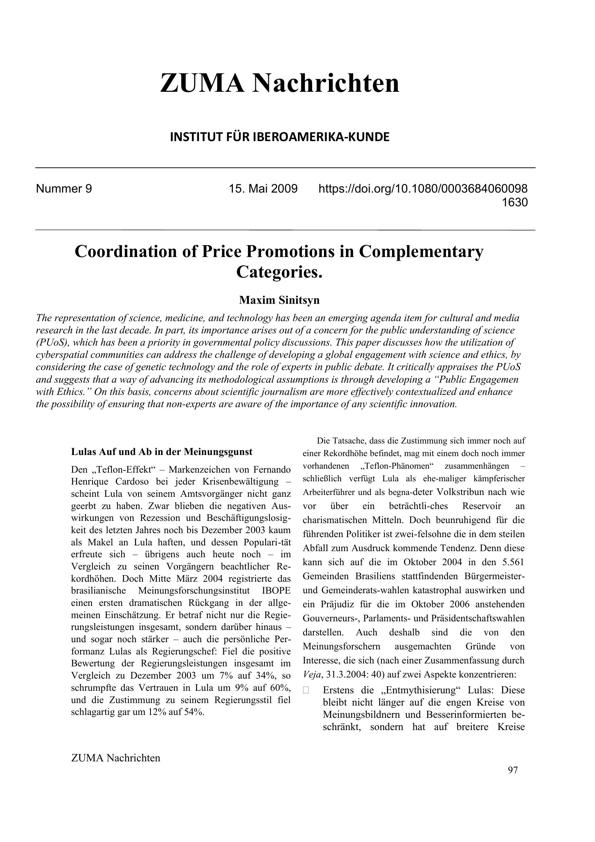 ZUMA Nachrichten
INSTITUT FÜR IBEROAMERIKA-KUNDE
Nummer 9 15. Mai 2009 https://doi.org/10.1080/0003684060098
1630
Coordination of Price Promotions in Complementary
Categories.
Maxim Sinitsyn
The representation of science, medicine, and technology has been an emerging agenda item for cultural and media
research in the last decade. In part, its importance arises out of a concern for the public understanding of science
(PUoS), which has been a priority in governmental policy discussions. This paper discusses how the utilization of
cyberspatial communities can address the challenge of developing a global engagement with science and ethics, by
considering the case of genetic technology and the role of experts in public debate. It critically appraises the PUoS
and suggests that a way of advancing its methodological assumptions is through developing a “Public Engagemen
with Ethics.” On this basis, concerns about scientific journalism are more effectively contextualized and enhance
the possibility of ensuring that non-experts are aware of the importance of any scientific innovation.
Lulas Auf und Ab in der Meinungsgunst
Den „Teflon-Effekt“ – Markenzeichen von Fernando
Henrique Cardoso bei jeder Krisenbewältigung –
scheint Lula von seinem Amtsvorgänger nicht ganz
geerbt zu haben. Zwar blieben die negativen Aus-
wirkungen von Rezession und Beschäftigungslosig-
keit des letzten Jahres noch bis Dezember 2003 kaum
als Makel an Lula haften, und dessen Populari-tät
erfreute sich – übrigens auch heute noch – im
Vergleich zu seinen Vorgängern beachtlicher Re-
kordhöhen. Doch Mitte März 2004 registrierte das
brasilianische Meinungsforschungsinstitut IBOPE
einen ersten dramatischen Rückgang in der allge-
meinen Einschätzung. Er betraf nicht nur die Regie-
rungsleistungen insgesamt, sondern darüber hinaus –
und sogar noch stärker – auch die persönliche Per-
formanz Lulas als Regierungschef: Fiel die positive
Bewertung der Regierungsleistungen insgesamt im
Vergleich zu Dezember 2003 um 7% auf 34%, so
schrumpfte das Vertrauen in Lula um 9% auf 60%,
und die Zustimmung zu seinem Regierungsstil fiel
schlagartig gar um 12% auf 54%.
Die Tatsache, dass die Zustimmung sich immer noch auf
einer Rekordhöhe befindet, mag mit einem doch noch immer
vorhandenen „Teflon-Phänomen“ zusammenhängen –
schließlich verfügt Lula als ehe-maliger kämpferischer
Arbeiterführer und als begna-deter Volkstribun nach wie
vor über ein beträchtli-ches Reservoir an
charismatischen Mitteln. Doch beunruhigend für die
führenden Politiker ist zwei-felsohne die in dem steilen
Abfall zum Ausdruck kommende Tendenz. Denn diese
kann sich auf die im Oktober 2004 in den 5.561
Gemeinden Brasiliens stattfindenden Bürgermeister-
und Gemeinderats-wahlen katastrophal auswirken und
ein Präjudiz für die im Oktober 2006 anstehenden
Gouverneurs-, Parlaments- und Präsidentschaftswahlen
darstellen. Auch deshalb sind die von den
Meinungsforschern ausgemachten Gründe von
Interesse, die sich (nach einer Zusammenfassung durch
Veja, 31.3.2004: 40) auf zwei Aspekte konzentrieren:
Erstens die „Entmythisierung“ Lulas: Diese
bleibt nicht länger auf die engen Kreise von
Meinungsbildnern und Besserinformierten be-
schränkt, sondern hat auf breitere Kreise
ZUMA Nachrichten
97